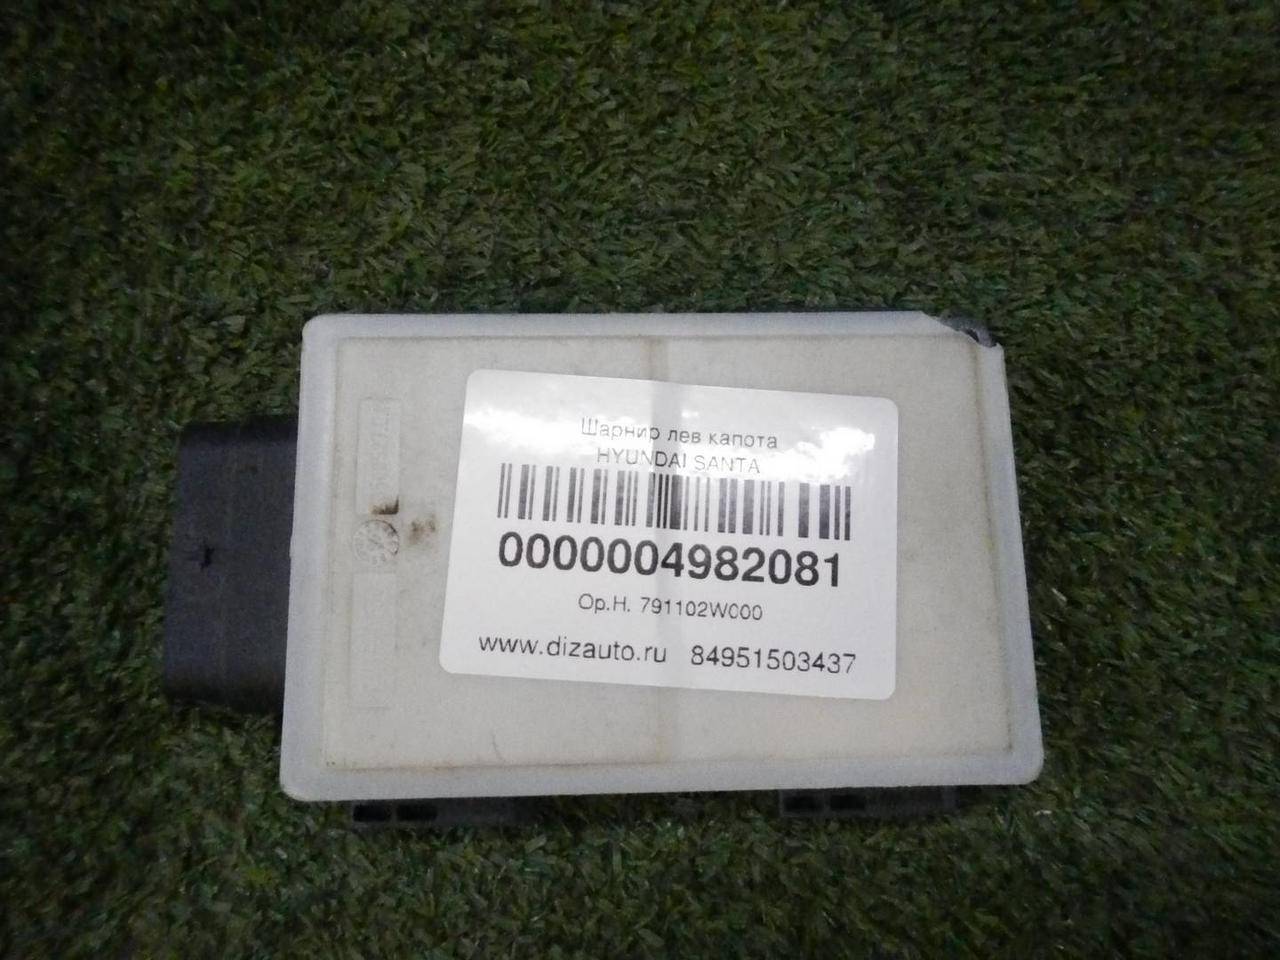 Шарнир лев капота
HYUNDAI SANTA
0000004982081
Ор.Н. 791102W000
www.dizauto.ru 84951503437